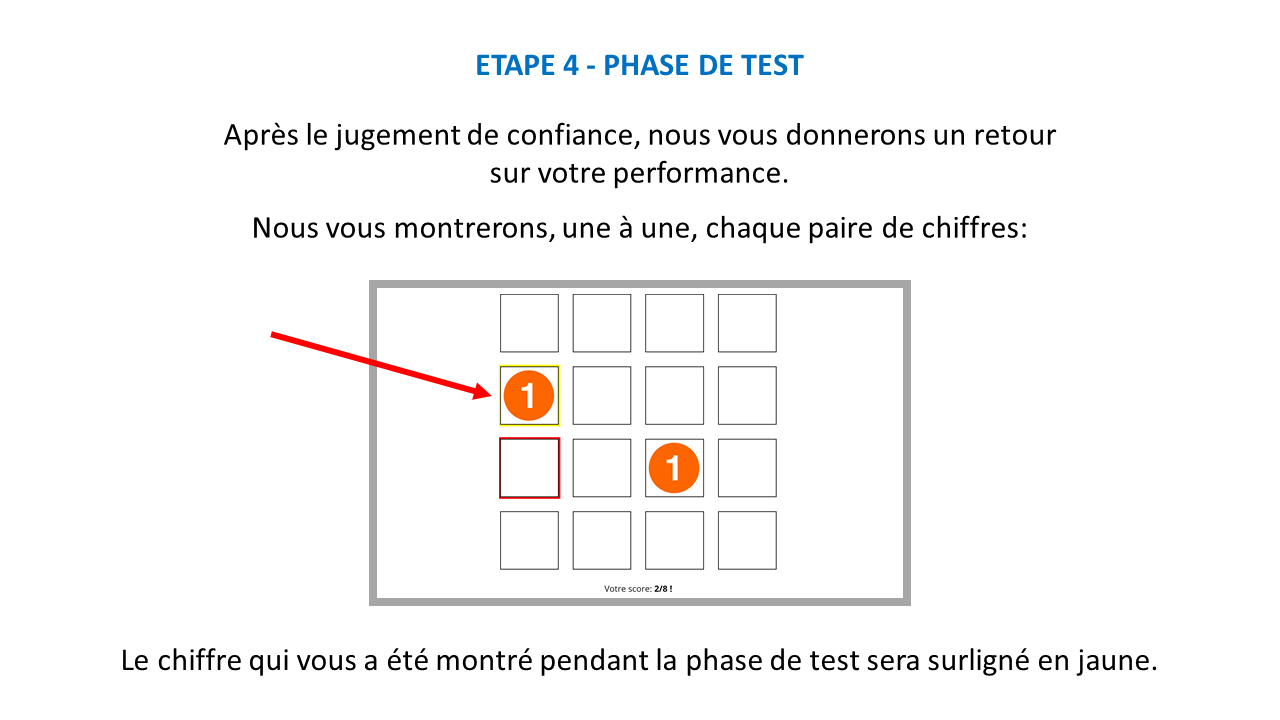 ETAPE 4 - PHASE DE TEST
Après le jugement de confiance, nous vous donnerons un retour
sur votre performance.
Nous vous montrerons, une à une, chaque paire de chiffres:
1
1
Votre score: 2/8 !
Le chiffre qui vous a été montré pendant la phase de test sera surligné en jaune.